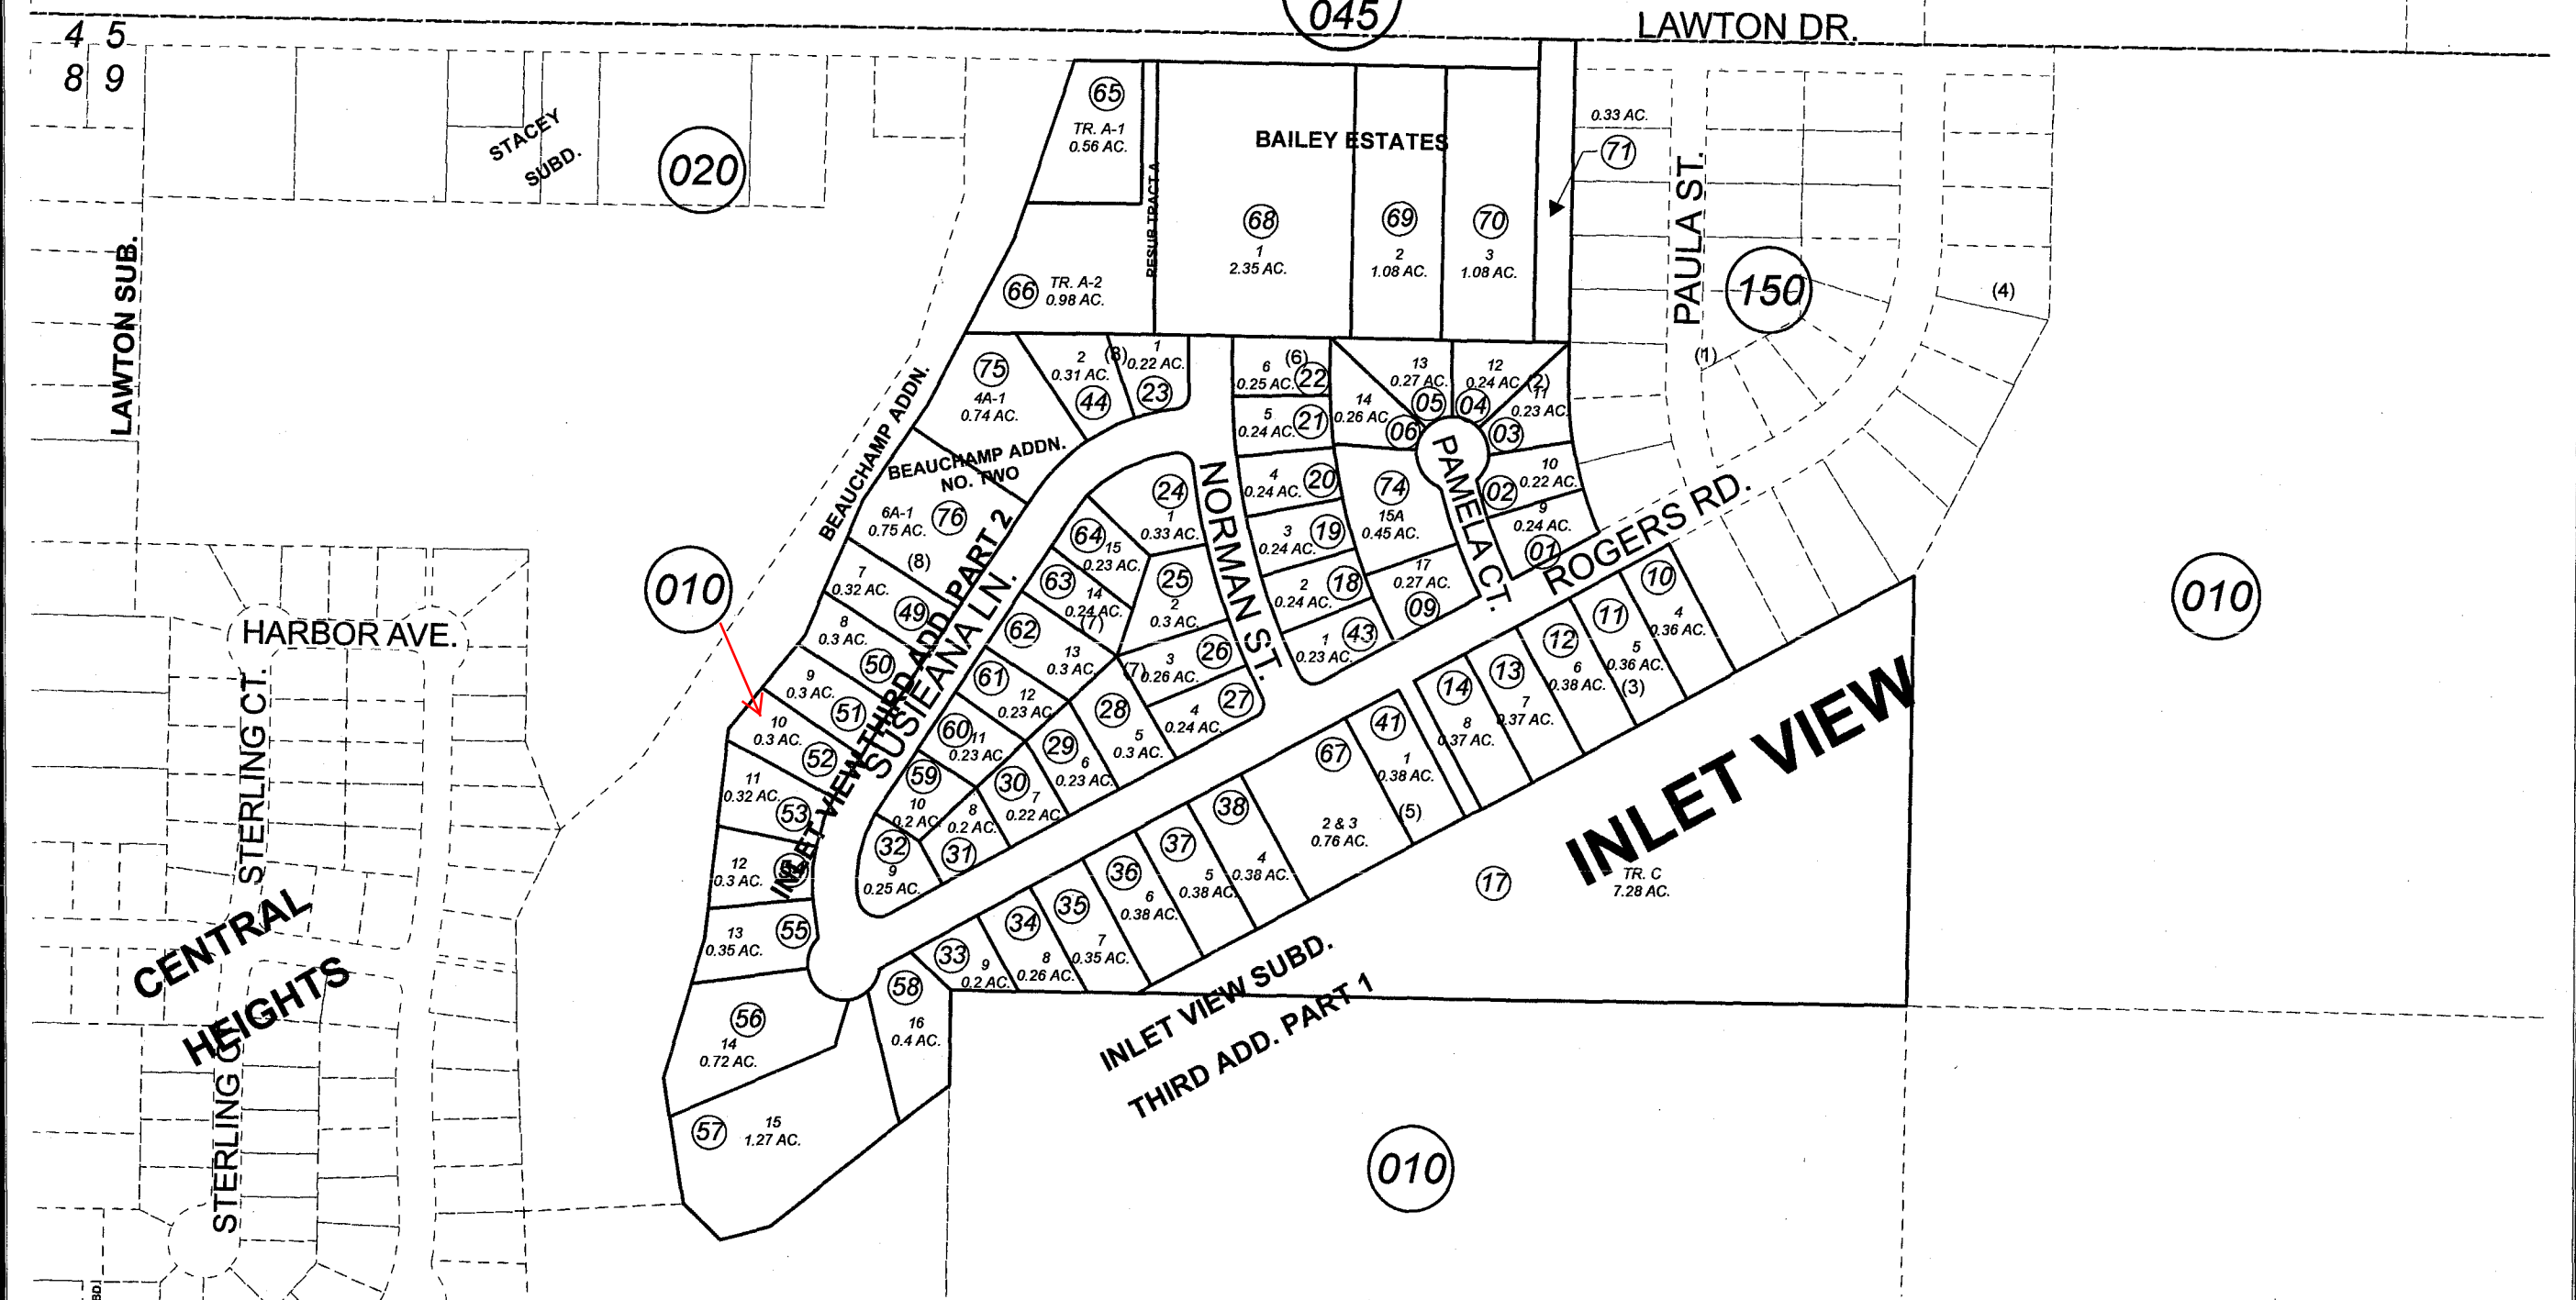 045
LAWTON DR.
4 5
8 9
STACEY
SUBD.
020
LAWTON SUB.
65
TR. A-1
0.56 AC.
RESUB TRACT A
BAILEY ESTATES
68
1
2.35 AC.
69
2
1.08 AC.
70
3
1.08 AC.
0.33 AC.
71
PAULA ST.
150
(4)
(1)
66
TR. A-2
0.98 AC.
BEAUCHAMP ADDN.
75
4A-1
0.74 AC.
2
0.31 AC.
44
(8)
1
0.22 AC.
23
BEAUCHAMP ADDN.
NO. TWO
6A-1
0.75 AC.
76
(8)
6
(6)
0.25 AC.
22
5
0.24 AC.
21
4
0.24 AC.
20
3
0.24 AC.
19
2
0.24 AC.
18
1
0.23 AC.
43
13
0.27 AC.
05
12
0.24 AC.
04
(2)
11
0.23 AC.
03
14
0.26 AC.
06
10
0.22 AC.
02
9
0.24 AC.
01
74
15A
0.45 AC.
17
0.27 AC.
09
PAMELA CT.
NORMAN ST.
ROGERS RD.
24
1
0.33 AC.
25
2
0.3 AC.
3
0.26 AC.
26
4
0.24 AC.
27
(7)
64
15
0.23 AC.
63
14
0.24 AC.
(7)
62
13
0.3 AC.
61
12
0.23 AC.
60
11
0.23 AC.
59
10
0.2 AC.
28
5
0.3 AC.
29
6
0.23 AC.
30
7
0.22 AC.
8
0.2 AC.
31
32
9
0.25 AC.
INLET VIEW THIRD ADD. PART 2
SUSIEANA LN.
010
7
0.32 AC.
49
8
0.3 AC.
50
9
0.3 AC.
51
10
0.3 AC.
52
11
0.32 AC.
53
12
0.3 AC.
54
13
0.35 AC.
55
56
14
0.72 AC.
57
15
1.27 AC.
58
16
0.4 AC.
33
9
0.2 AC.
34
8
0.26 AC.
35
7
0.35 AC.
36
6
0.38 AC.
37
5
0.38 AC.
38
4
0.38 AC.
67
2 & 3
0.76 AC.
41
1
0.38 AC.
(5)
14
8
0.37 AC.
13
7
0.37 AC.
12
6
0.38 AC.
11
5
0.36 AC.
(3)
10
4
0.36 AC.
INLET VIEW
17
TR. C
7.28 AC.
010
INLET VIEW SUBD.
THIRD ADD. PART 1
010
HARBOR AVE.
STERLING CT.
CENTRAL
HEIGHTS
STERLING
BD.